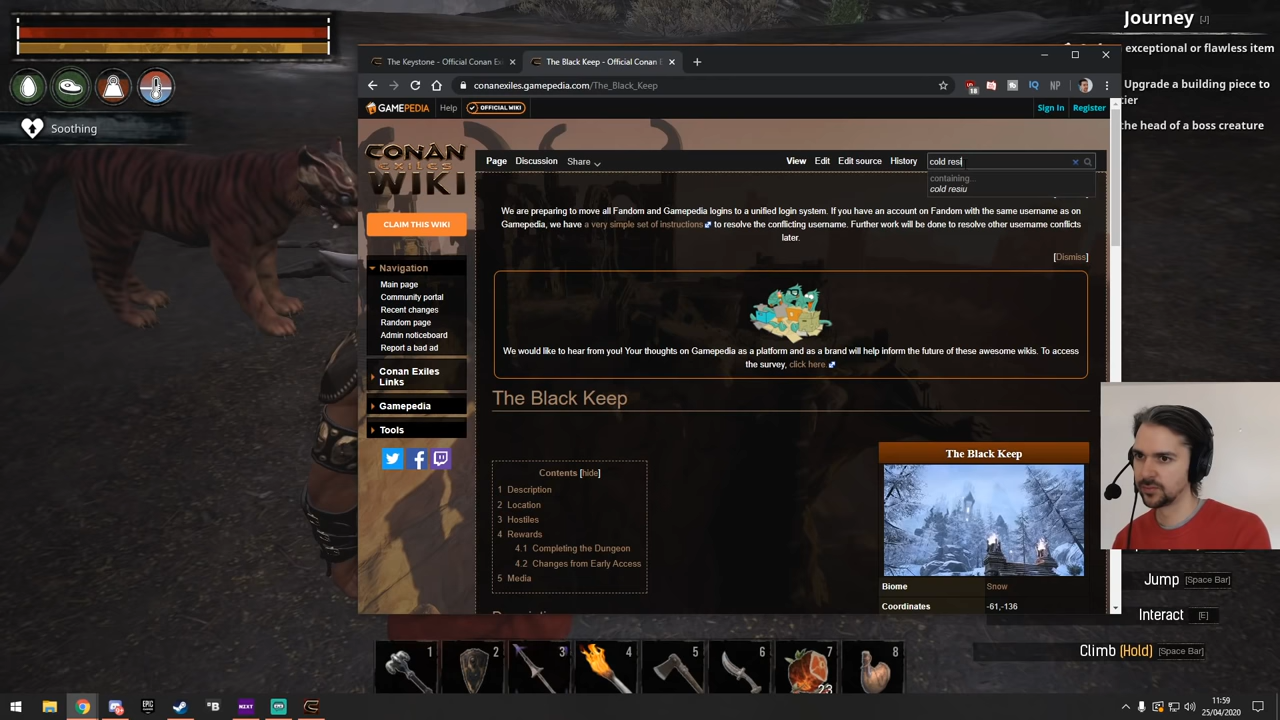 Journey [J]
exceptional or flawless item
Upgrade a building piece to
tier
the head of a boss creature
Soothing
The Keystone - Official Conan Ex
The Black Keep - Official Conan E
conanexiles.gamepedia.com/The_Black_Keep
18
IQ
NP
GAMEPEDIA
Help
OFFICIAL WIKI
Sign In
Register
CONAN
EXILES
WIKI
Page
Discussion
Share
View
Edit
Edit source
History
cold resi
containing...
cold resiu
CLAIM THIS WIKI
We are preparing to move all Fandom and Gamepedia logins to a unified login system. If you have an account on Fandom with the same username as on
Gamepedia, we have a very simple set of instructions to resolve the conflicting username. Further work will be done to resolve other username conflicts
later.
[Dismiss]
Navigation
Main page
Community portal
Recent changes
Random page
Admin noticeboard
Report a bad ad
Conan Exiles
Links
Gamepedia
Tools
We would like to hear from you! Your thoughts on Gamepedia as a platform and as a brand will help inform the future of these awesome wikis. To access
the survey, click here.
The Black Keep
Contents [hide]
1 Description
2 Location
3 Hostiles
4 Rewards
4.1 Completing the Dungeon
4.2 Changes from Early Access
5 Media
The Black Keep
Biome Snow
Coordinates -61,-136
Jump [Space Bar]
Interact [E]
Climb (Hold) [Space Bar]
1
2
3
4
5
6
7
23
8
EPIC
B
NEXT
11:59
25/04/2020